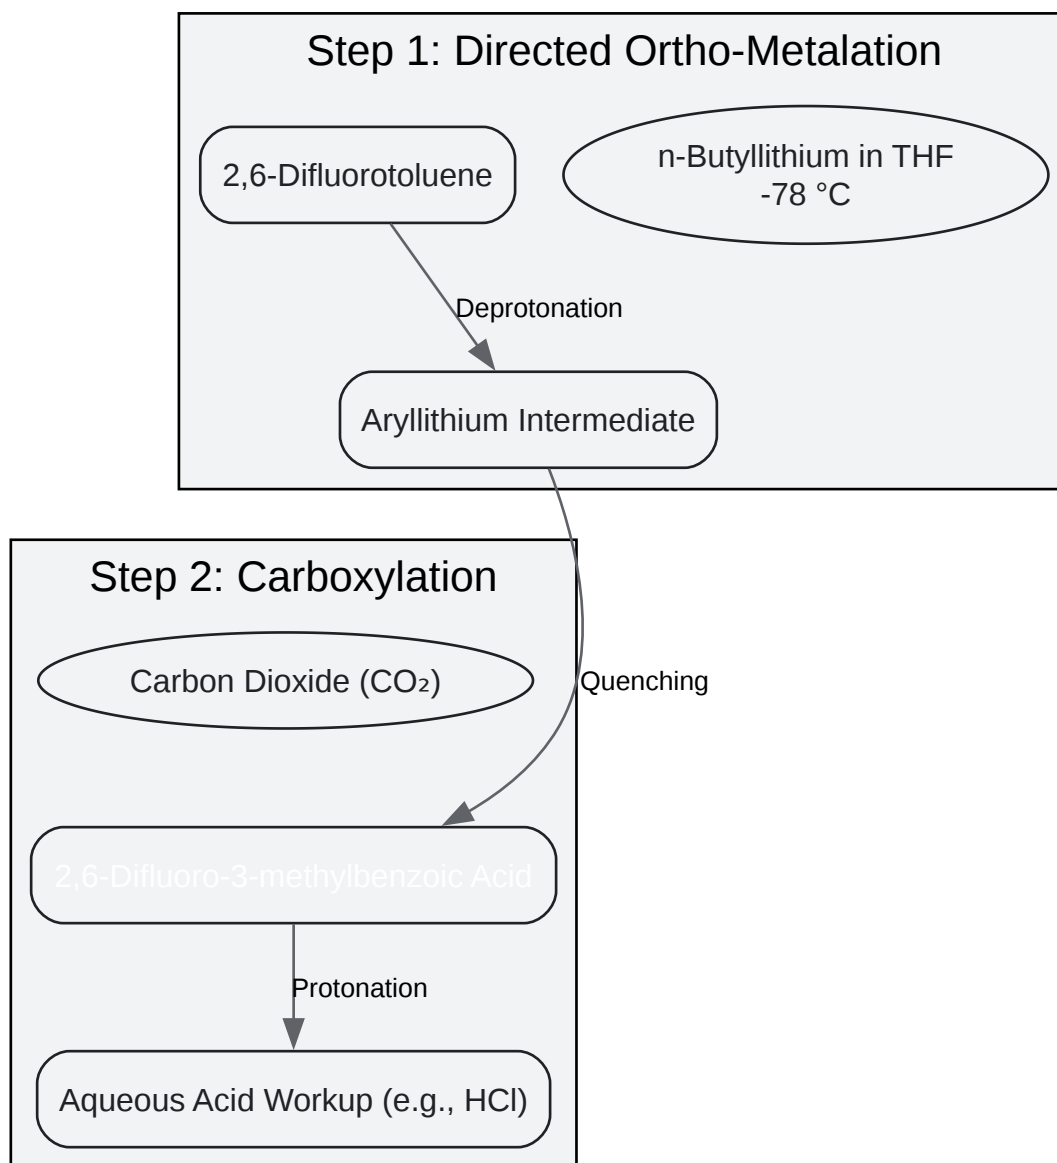 Step 1: Directed Ortho-Metalation
2,6-Difluorotoluene
n-Butyllithium in THF
-78 °C
Deprotonation
Aryllithium Intermediate
Step 2: Carboxylation
Carbon Dioxide (CO₂)
Quenching
2,6-Difluoro-3-methylbenzoic Acid
Protonation
Aqueous Acid Workup (e.g., HCl)